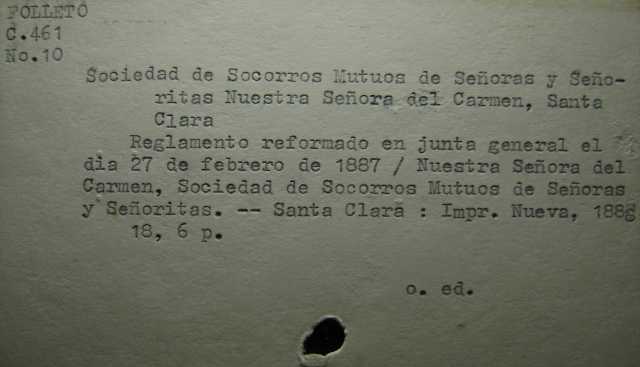 FOLLETO
C.461
No.10
Sociedad de Socorros Mutuos de Señoras y Seño-
ritas Nuestra Señora del Carmen, Santa
Clara
Reglamento reformado en junta general el
dia 27 de febrero de 1887 / Nuestra Señora del
Carmen, Sociedad de Socorros Mutuos de Señoras
y Señoritas. -- Santa Clara : Impr. Nueva,
18, 6 p.
o. ed.